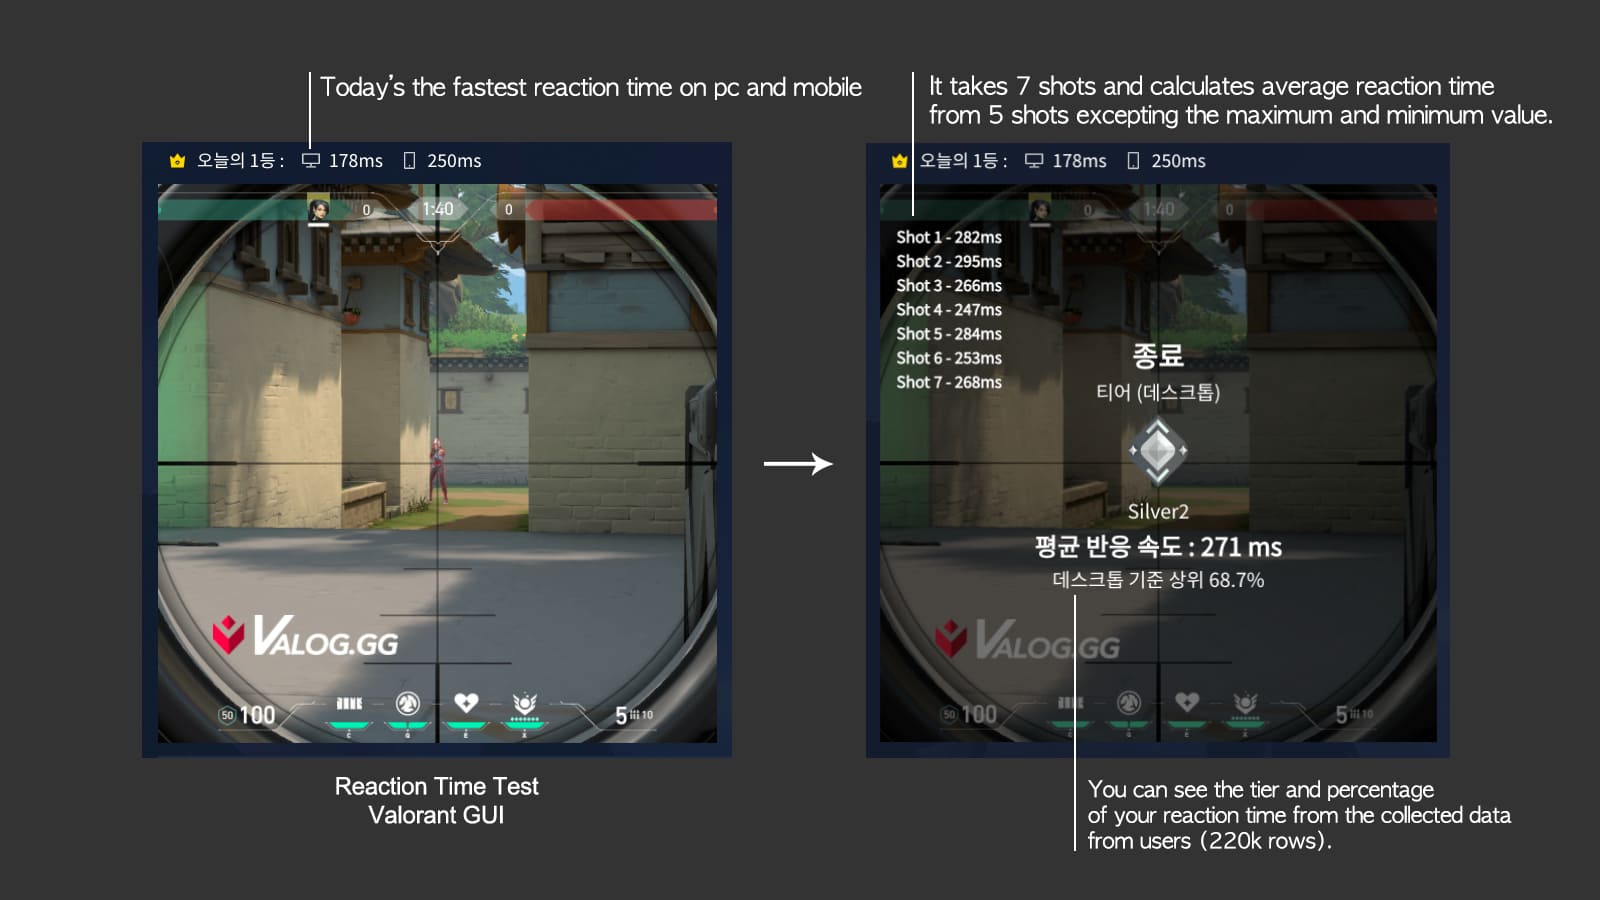 Today's the fastest reaction time on pc and mobile
It takes 7 shots and calculates average reaction time
from 5 shots excepting the maximum and minimum value.
오늘의 1등 : 178ms 250ms
0 1:40 0
VALOG.GG
50 100
5 10
C Q E X
Reaction Time Test
Valorant GUI
오늘의 1등 : 178ms 250ms
0 1:40 0
Shot 1 - 282ms
Shot 2 - 295ms
Shot 3 - 266ms
Shot 4 - 247ms
Shot 5 - 284ms
Shot 6 - 253ms
Shot 7 - 268ms
종료
티어 (데스크톱)
Silver2
평균 반응 속도 : 271 ms
데스크톱 기준 상위 68.7%
VALOG.GG
50 100
5 10
C Q E X
You can see the tier and percentage
of your reaction time from the collected data
from users (220k rows).